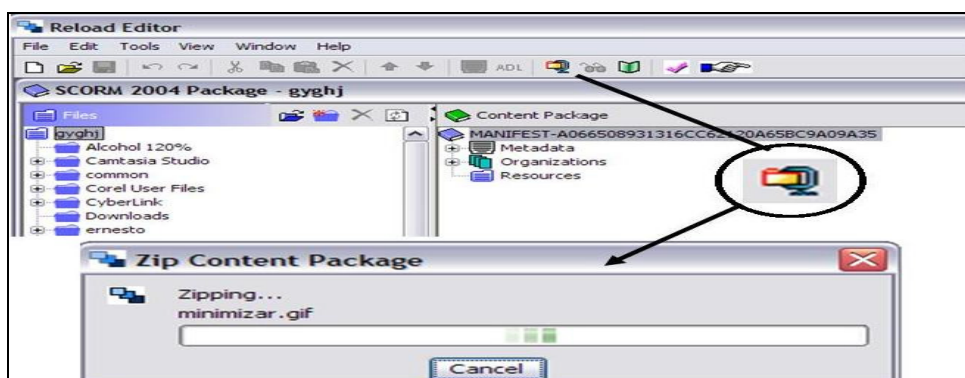 Reload Editor
File Edit Tools View Window Help
ADL
SCORM 2004 Package - gyghj
Files
gyghj
Alcohol 120%
Camtasia Studio
common
Corel User Files
CyberLink
Downloads
ernesto
Content Package
MANIFEST-A066508931316CC62120A65BC9A09A35
Metadata
Organizations
Resources
Zip Content Package
Zipping...
minimizar.gif
Cancel